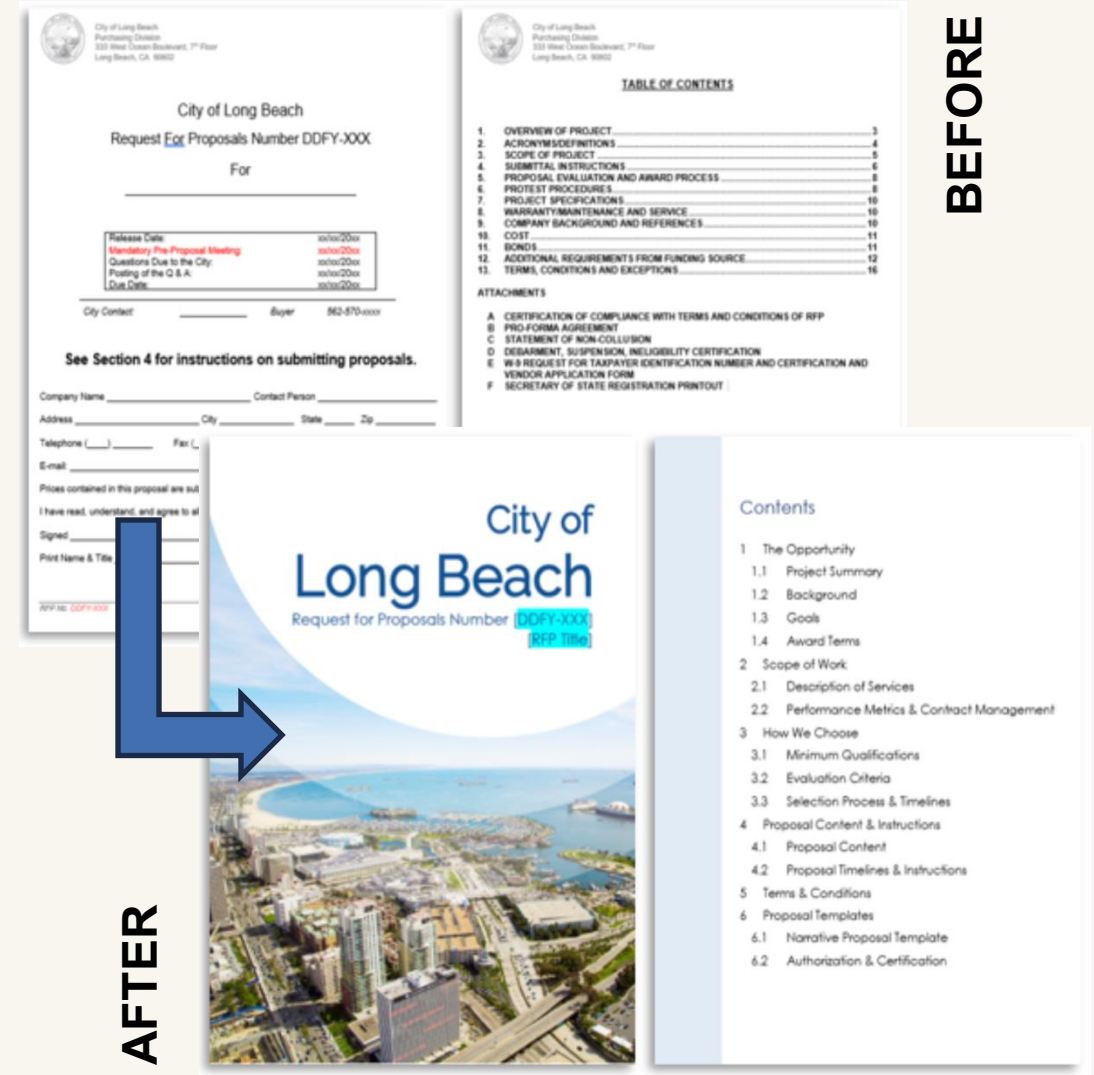 BEFORE
City of Long Beach
Purchasing Division
333 West Ocean Boulevard, 7th Floor
Long Beach, CA 90802
City of Long Beach
Request For Proposals Number DDFY-XXX
For
Release Date: xx/xx/20xx
Mandatory Pre-Proposal Meeting: xx/xx/20xx
Questions Due to the City: xx/xx/20xx
Posting of the Q & A: xx/xx/20xx
Due Date: xx/xx/20xx
City Contact: Buyer 562-570-xxxx
See Section 4 for instructions on submitting proposals.
Company Name Contact Person
Address City State Zip
Telephone ( ) Fax (
E-mail:
Prices contained in this proposal are
I have read, understand, and agree to
Signed
Print Name & Title
RFP No. DDFY-XXX
City of Long Beach
Purchasing Division
333 West Ocean Boulevard, 7th Floor
Long Beach, CA 90802
TABLE OF CONTENTS
1. OVERVIEW OF PROJECT 3
2. ACRONYMS/DEFINITIONS 4
3. SCOPE OF PROJECT 5
4. SUBMITTAL INSTRUCTIONS 6
5. PROPOSAL EVALUATION AND AWARD PROCESS 8
6. PROTEST PROCEDURES 8
7. PROJECT SPECIFICATIONS 10
8. WARRANTY/MAINTENANCE AND SERVICE 10
9. COMPANY BACKGROUND AND REFERENCES 10
10. COST 11
11. BONDS 11
12. ADDITIONAL REQUIREMENTS FROM FUNDING SOURCE 12
13. TERMS, CONDITIONS AND EXCEPTIONS 16
ATTACHMENTS
A CERTIFICATION OF COMPLIANCE WITH TERMS AND CONDITIONS OF RFP
B PRO-FORMA AGREEMENT
C STATEMENT OF NON-COLLUSION
D DEBARMENT, SUSPENSION, INELIGIBILITY CERTIFICATION
E W-9 REQUEST FOR TAXPAYER IDENTIFICATION NUMBER AND CERTIFICATION AND
VENDOR APPLICATION FORM
F SECRETARY OF STATE REGISTRATION PRINTOUT
AFTER
City of
Long Beach
Request for Proposals Number [DDFY-XXX]
[RFP Title]
Contents
1 The Opportunity
1.1 Project Summary
1.2 Background
1.3 Goals
1.4 Award Terms
2 Scope of Work
2.1 Description of Services
2.2 Performance Metrics & Contract Management
3 How We Choose
3.1 Minimum Qualifications
3.2 Evaluation Criteria
3.3 Selection Process & Timelines
4 Proposal Content & Instructions
4.1 Proposal Content
4.2 Proposal Timelines & Instructions
5 Terms & Conditions
6 Proposal Templates
6.1 Narrative Proposal Template
6.2 Authorization & Certification